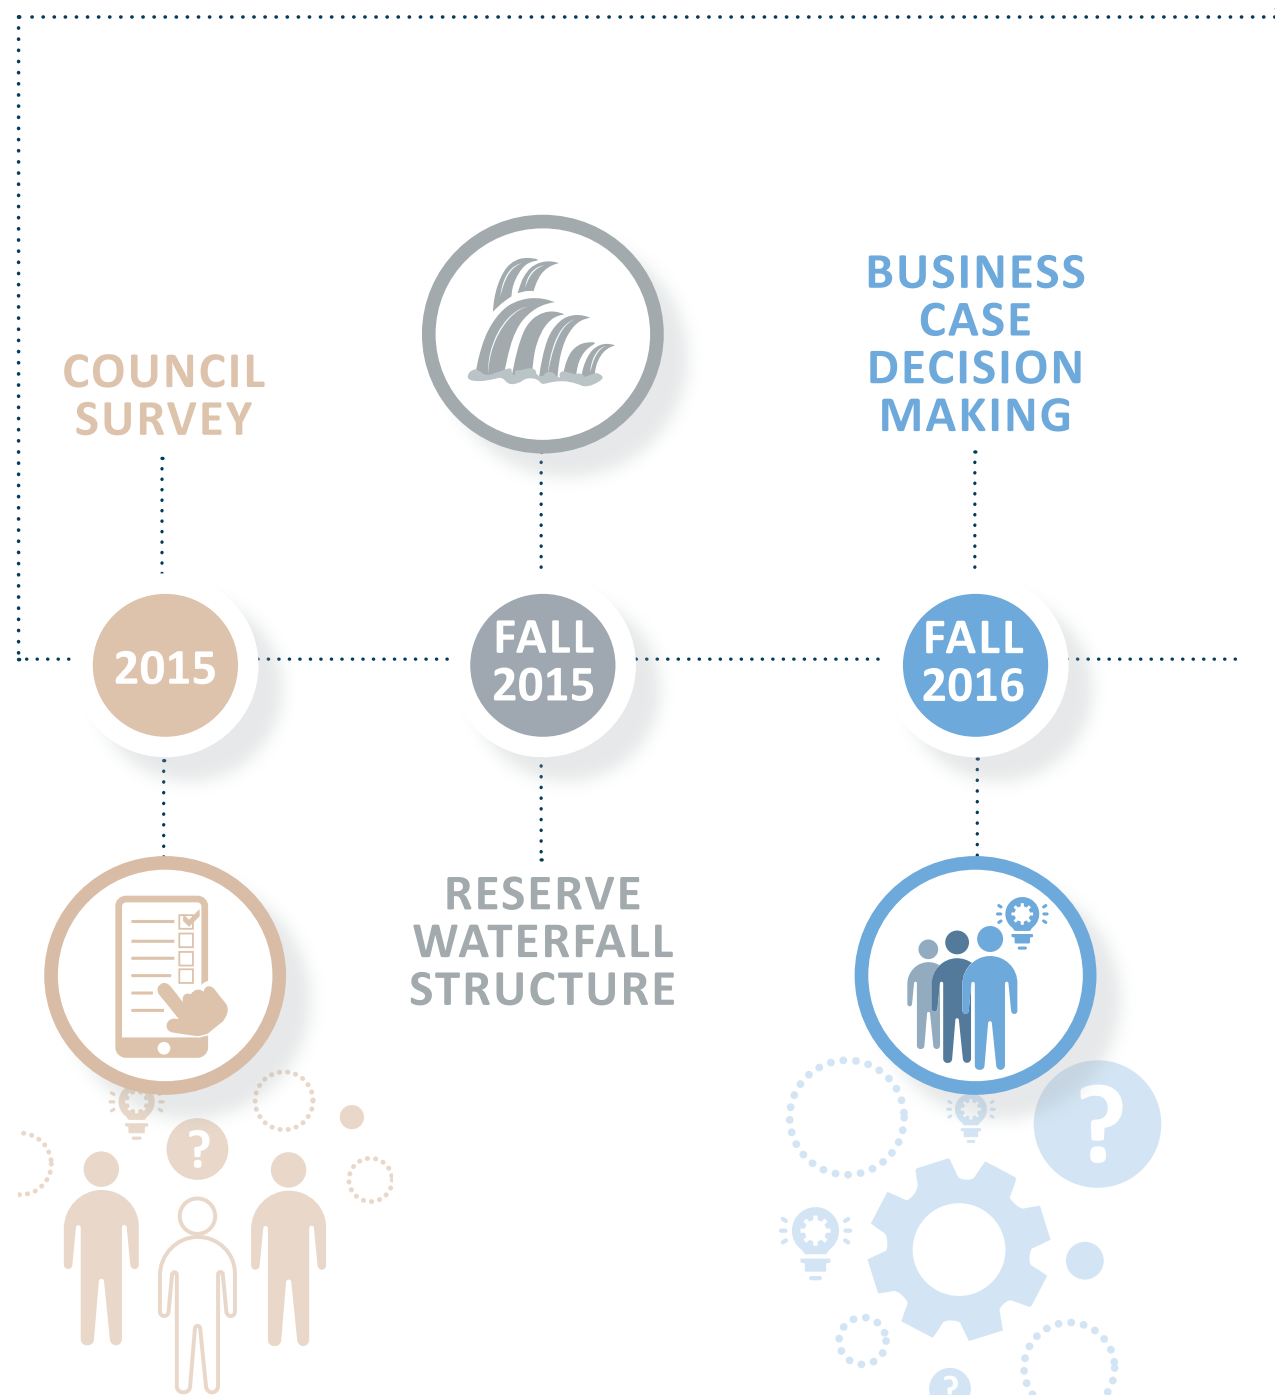 COUNCIL
SURVEY
2015
?
FALL
2015
RESERVE
WATERFALL
STRUCTURE
BUSINESS
CASE
DECISION
MAKING
FALL
2016
?
?